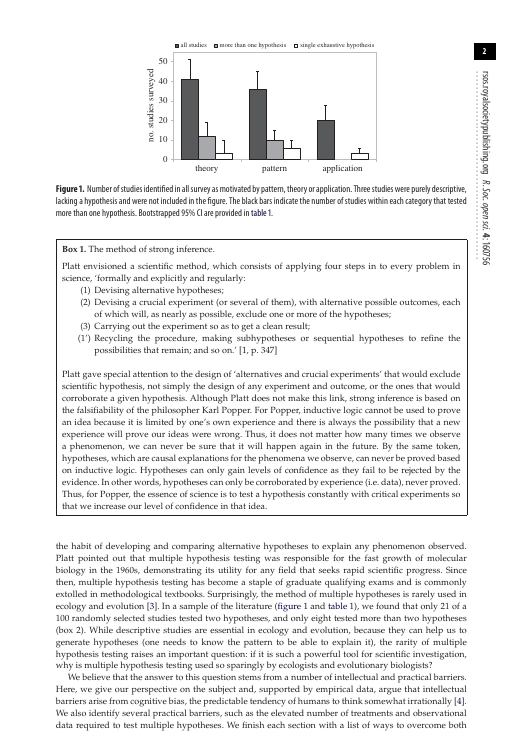 2
rsos.royalsocietypublishing.org R. Soc. open sci. 4: 160756
all studies more than one hypothesis single exhaustive hypothesis
no. studies surveyed
50
40
30
20
10
0
theory pattern application
Figure 1. Number of studies identified in all survey as motivated by pattern, theory or application. Three studies were purely descriptive,
lacking a hypothesis and were not included in the figure. The black bars indicate the number of studies within each category that tested
more than one hypothesis. Bootstrapped 95% CI are provided in table 1.
Box 1. The method of strong inference.
Platt envisioned a scientific method, which consists of applying four steps in to every problem in
science, 'formally and explicitly and regularly:
(1) Devising alternative hypotheses;
(2) Devising a crucial experiment (or several of them), with alternative possible outcomes, each
of which will, as nearly as possible, exclude one or more of the hypotheses;
(3) Carrying out the experiment so as to get a clean result;
(1') Recycling the procedure, making subhypotheses or sequential hypotheses to refine the
possibilities that remain; and so on.' [1, p. 347]
Platt gave special attention to the design of 'alternatives and crucial experiments' that would exclude
scientific hypothesis, not simply the design of any experiment and outcome, or the ones that would
corroborate a given hypothesis. Although Platt does not make this link, strong inference is based on
the falsifiability of the philosopher Karl Popper. For Popper, inductive logic cannot be used to prove
an idea because it is limited by one's own experience and there is always the possibility that a new
experience will prove our ideas were wrong. Thus, it does not matter how many times we observe
a phenomenon, we can never be sure that it will happen again in the future. By the same token,
hypotheses, which are causal explanations for the phenomena we observe, can never be proved based
on inductive logic. Hypotheses can only gain levels of confidence as they fail to be rejected by the
evidence. In other words, hypotheses can only be corroborated by experience (i.e. data), never proved.
Thus, for Popper, the essence of science is to test a hypothesis constantly with critical experiments so
that we increase our level of confidence in that idea.
the habit of developing and comparing alternative hypotheses to explain any phenomenon observed.
Platt pointed out that multiple hypothesis testing was responsible for the fast growth of molecular
biology in the 1960s, demonstrating its utility for any field that seeks rapid scientific progress. Since
then, multiple hypothesis testing has become a staple of graduate qualifying exams and is commonly
extolled in methodological textbooks. Surprisingly, the method of multiple hypotheses is rarely used in
ecology and evolution [3]. In a sample of the literature (figure 1 and table 1), we found that only 21 of a
100 randomly selected studies tested two hypotheses, and only eight tested more than two hypotheses
(box 2). While descriptive studies are essential in ecology and evolution, because they can help us to
generate hypotheses (one needs to know the pattern to be able to explain it), the rarity of multiple
hypothesis testing raises an important question: if it is such a powerful tool for scientific investigation,
why is multiple hypothesis testing used so sparingly by ecologists and evolutionary biologists?
We believe that the answer to this question stems from a number of intellectual and practical barriers.
Here, we give our perspective on the subject and, supported by empirical data, argue that intellectual
barriers arise from cognitive bias, the predictable tendency of humans to think somewhat irrationally [4].
We also identify several practical barriers, such as the elevated number of treatments and observational
data required to test multiple hypotheses. We finish each section with a list of ways to overcome both